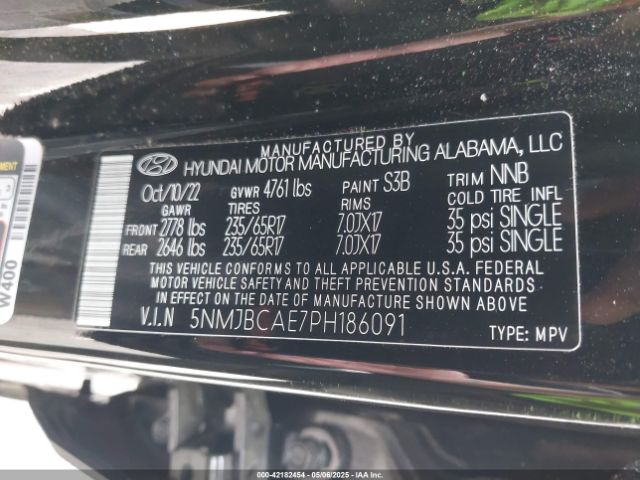 MANUFACTURED BY
HYUNDAI MOTOR MANUFACTURING ALABAMA, LLC
Oct/10/22 GVWR 4761 lbs PAINT S3B TRIM NNB
GAWR TIRES RIMS COLD TIRE INFL
FRONT 2778 lbs 235/65R17 7.0JX17 35 psi SINGLE
REAR 2646 lbs 235/65R17 7.0JX17 35 psi SINGLE
THIS VEHICLE CONFORMS TO ALL APPLICABLE U.S.A. FEDERAL
MOTOR VEHICLE SAFETY AND THEFT PREVENTION STANDARDS
IN EFFECT ON THE DATE OF MANUFACTURE SHOWN ABOVE.
V.I.N 5NMJBCAE7PH186091
TYPE: MPV
W400
000-42182454 - 05/06/2025 - IAAI.COM